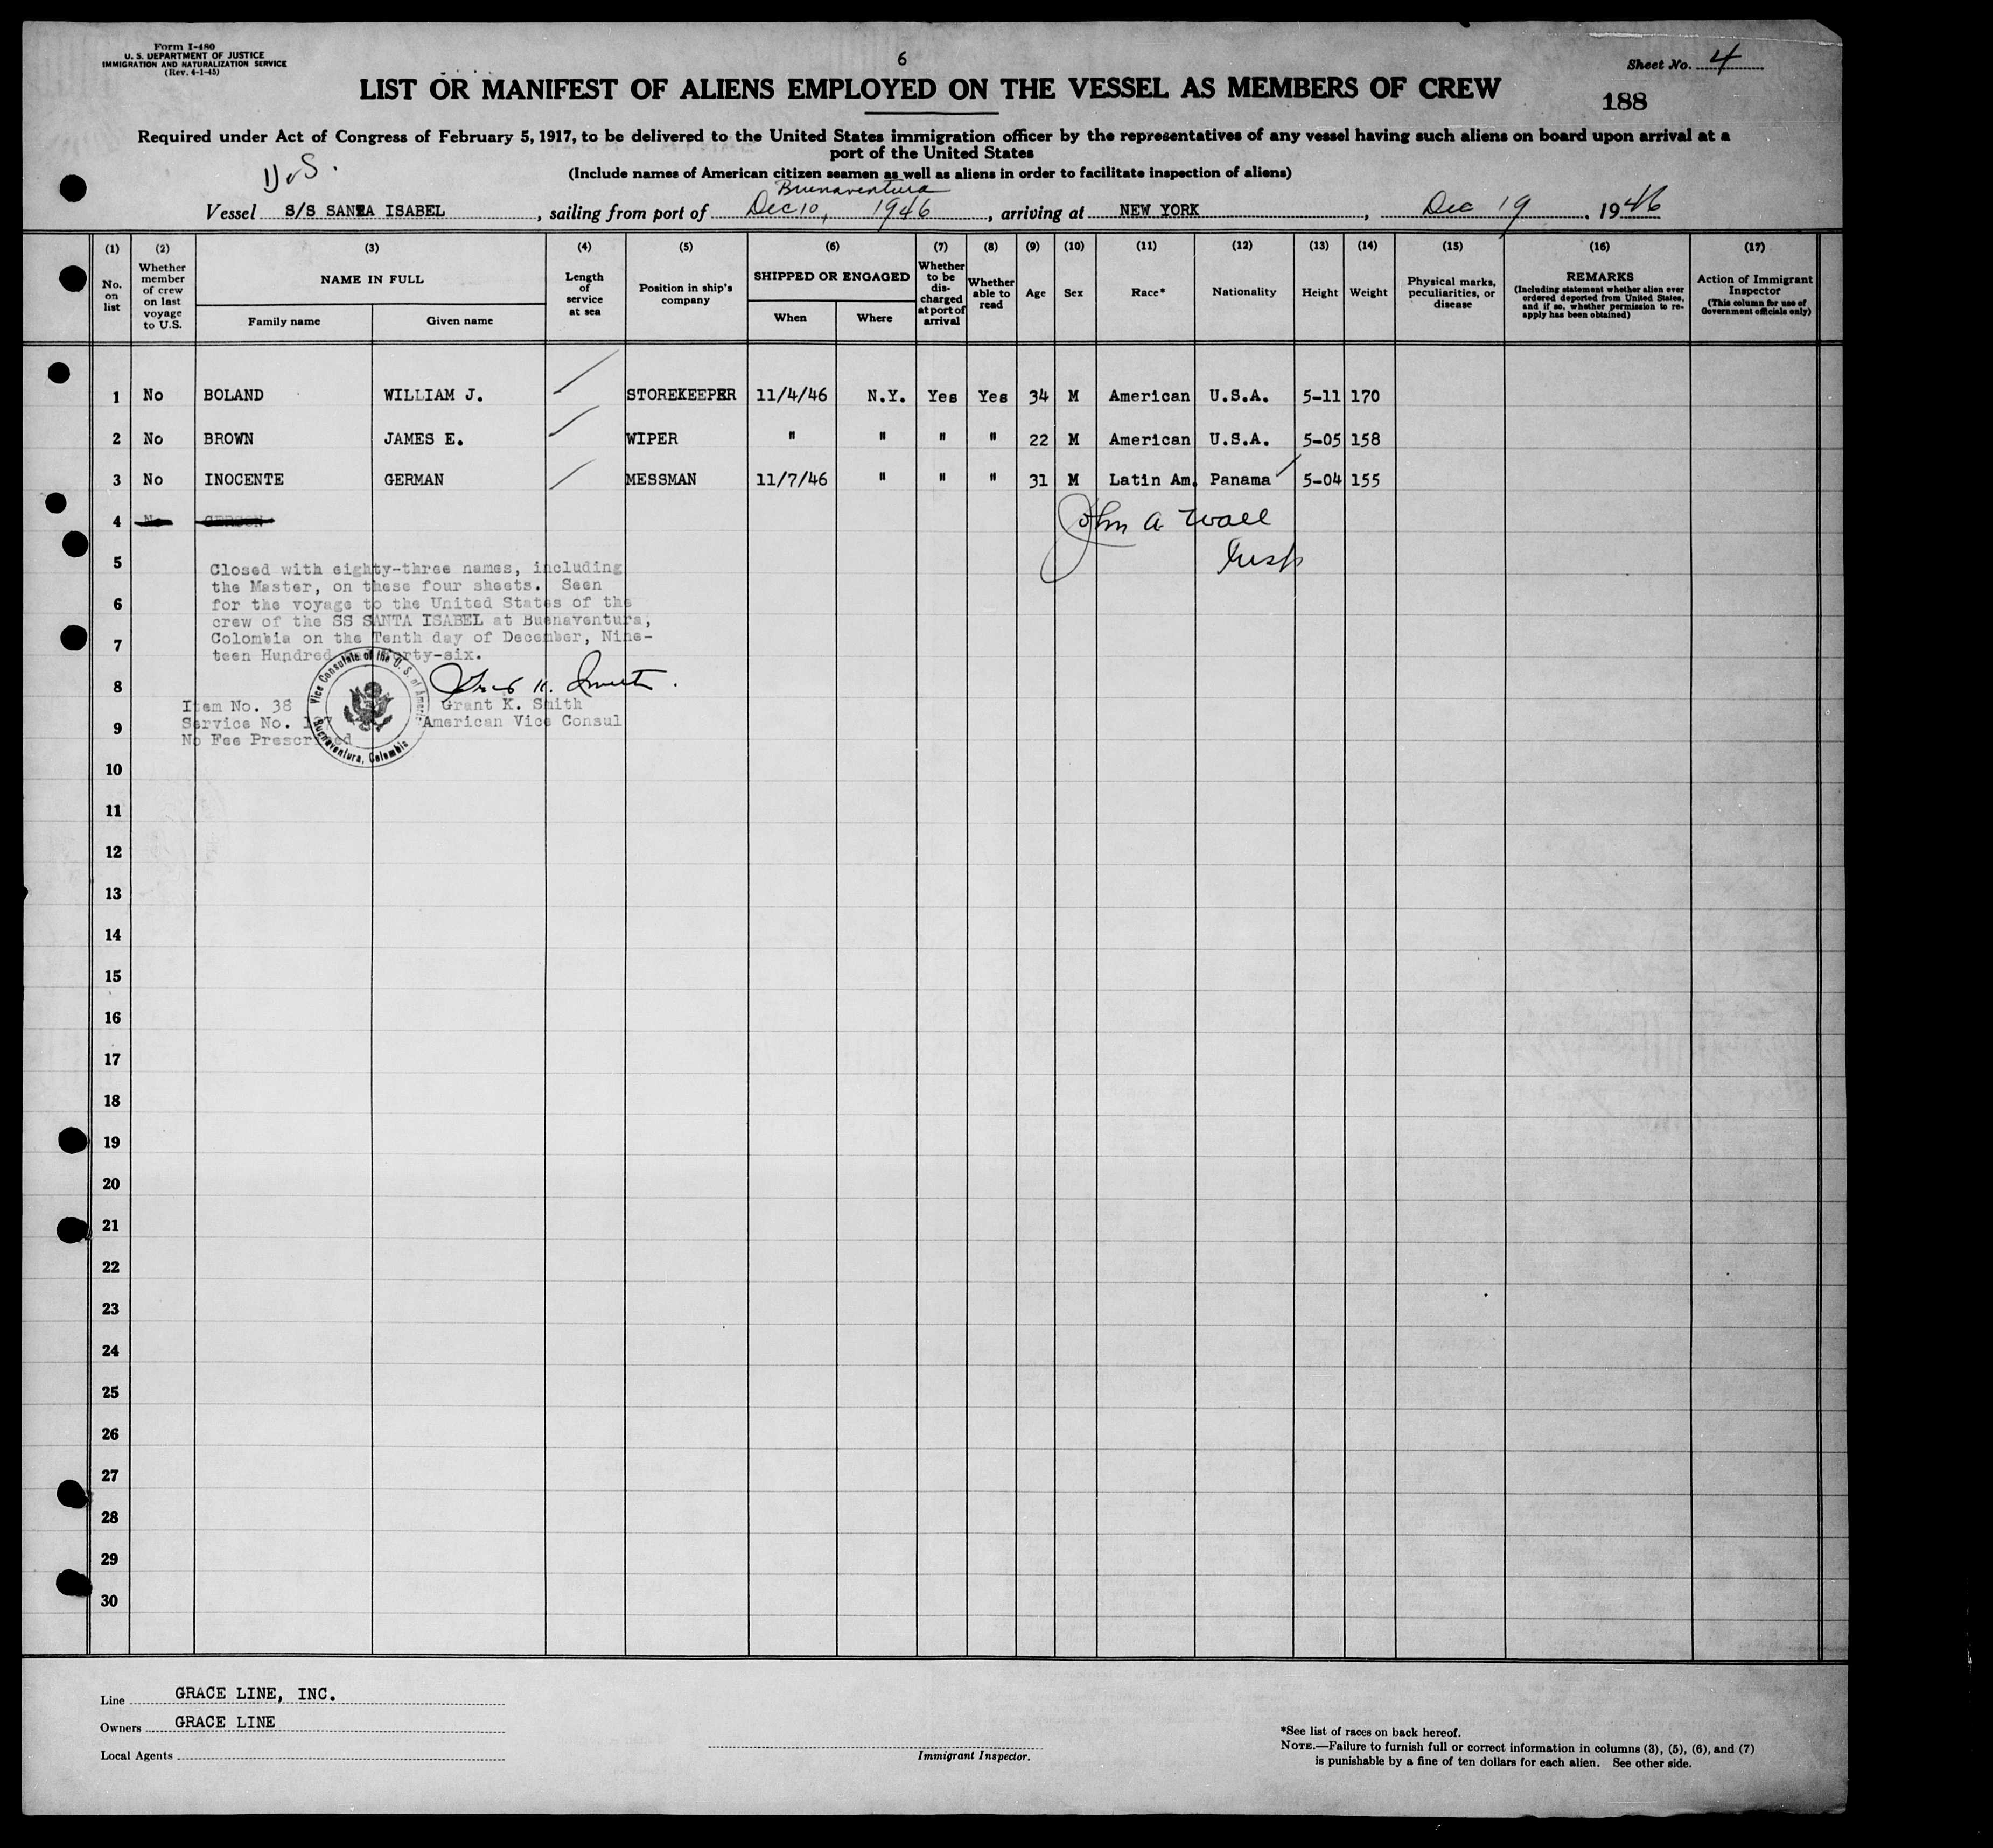 Form I-480
U. S. DEPARTMENT OF JUSTICE
IMMIGRATION AND NATURALIZATION SERVICE
(Rev. 4-1-45)
6
Sheet No. 4
LIST OR MANIFEST OF ALIENS EMPLOYED ON THE VESSEL AS MEMBERS OF CREW
188
Required under Act of Congress of February 5, 1917, to be delivered to the United States immigration officer by the representatives of any vessel having such aliens on board upon arrival at a
port of the United States
(Include names of American citizen seamen as well as aliens in order to facilitate inspection of aliens)
Buenaventura
Vessel S/S SANTA ISABEL, sailing from port of Dec 10, 1946, arriving at NEW YORK, Dec 19, 1946
(1) (2) (3) (4) (5) (6) (7) (8) (9) (10) (11) (12) (13) (14) (15) (16) (17)
No. on list
Whether member of crew on last voyage to U.S.
NAME IN FULL
Family name
Given name
Length of service at sea
Position in ship's company
SHIPPED OR ENGAGED
When
Where
Whether to be discharged at port of arrival
Whether able to read
Age
Sex
Race*
Nationality
Height
Weight
Physical marks, peculiarities, or disease
REMARKS
(Including statement whether alien ever ordered deported from United States, and if so, whether permission to reapply has been obtained)
Action of Immigrant Inspector
(This column for use of Government officials only)
1 No BOLAND WILLIAM J. STOREKEEPER 11/4/46 N.Y. Yes Yes 34 M American U.S.A. 5-11 170
2 No BROWN JAMES E. WIPER " " " " 22 M American U.S.A. 5-05 158
3 No INOCENTE GERMAN MESSMAN 11/7/46 " " " 31 M Latin Am. Panama 5-04 155
4 No
John A Wall
Insp
5
Closed with eighty-three names, including
the Master, on these four sheets. Seen
6
for the voyage to the United States of the
crew of the SS SANTA ISABEL at Buenaventura,
7
Colombia on the Tenth day of December, Nine-
teen Hundred and Forty-six.
8
Vice Consulate of the U. S. of America
Buenaventura, Colombia
Item No. 38
Grant K. Smith
9
Service No.
American Vice Consul
No Fee Prescribed
10
11
12
13
14
15
16
17
18
19
20
21
22
23
24
25
26
27
28
29
30
Line GRACE LINE, INC.
Owners GRACE LINE
Local Agents
Immigrant Inspector.
*See list of races on back hereof.
NOTE.—Failure to furnish full or correct information in columns (3), (5), (6), and (7)
is punishable by a fine of ten dollars for each alien. See other side.